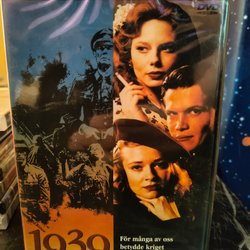 DVD
1939
För många av oss
betydde kriget